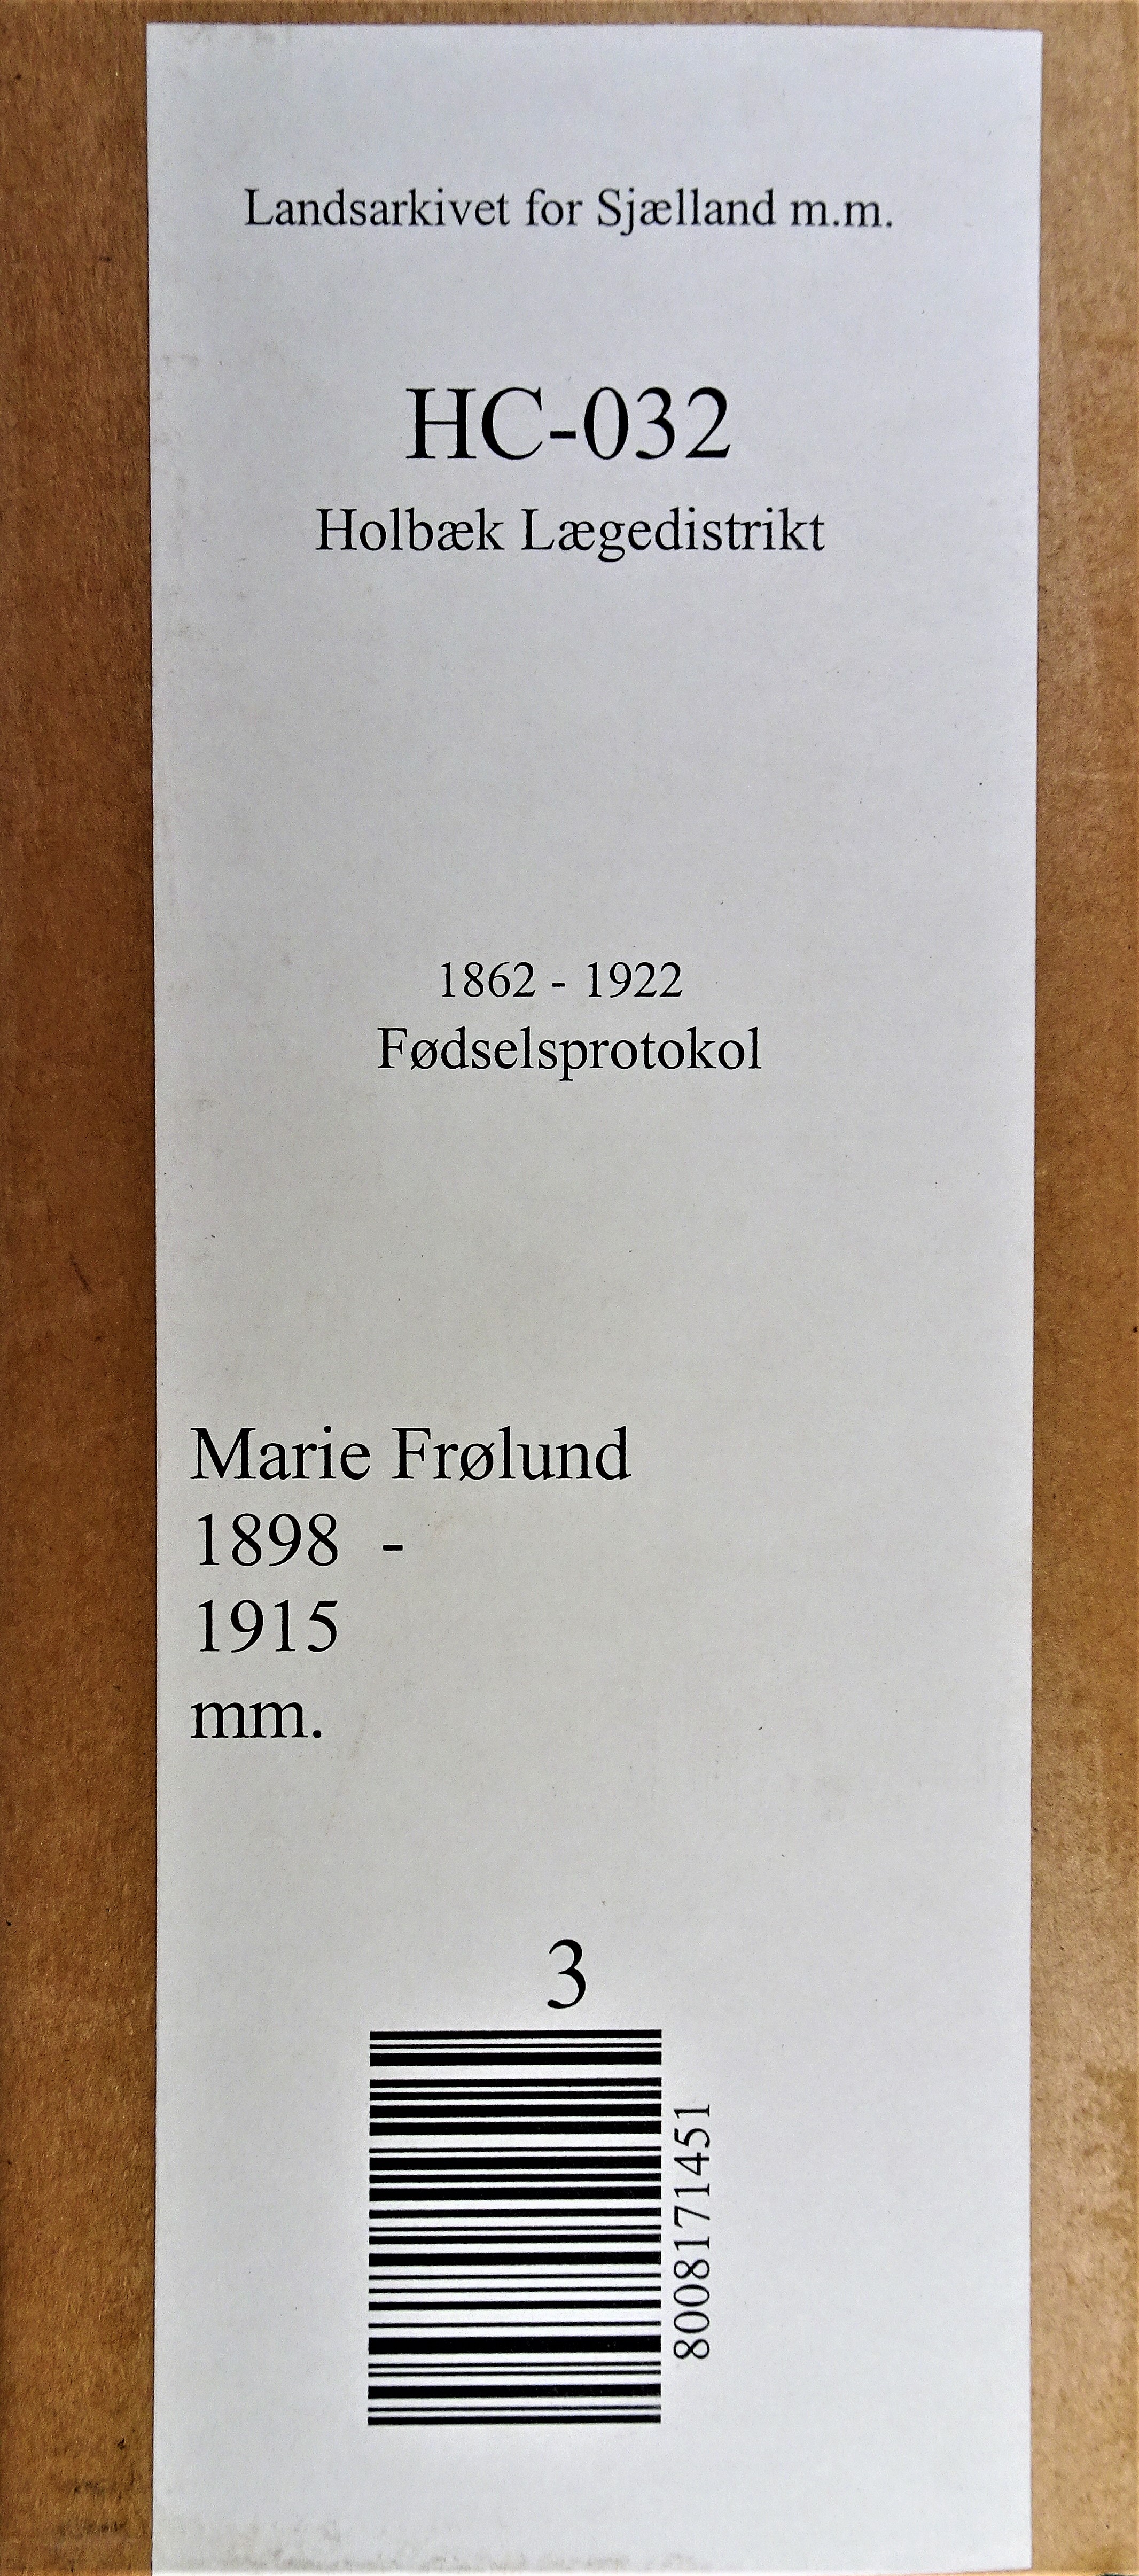 Landsarkivet for Sjælland m.m.
HC-032
Holbæk Lægedistrikt
1862 - 1922
Fødselsprotokol
Marie Frølund
1898 -
1915
mm.
3
8008171451